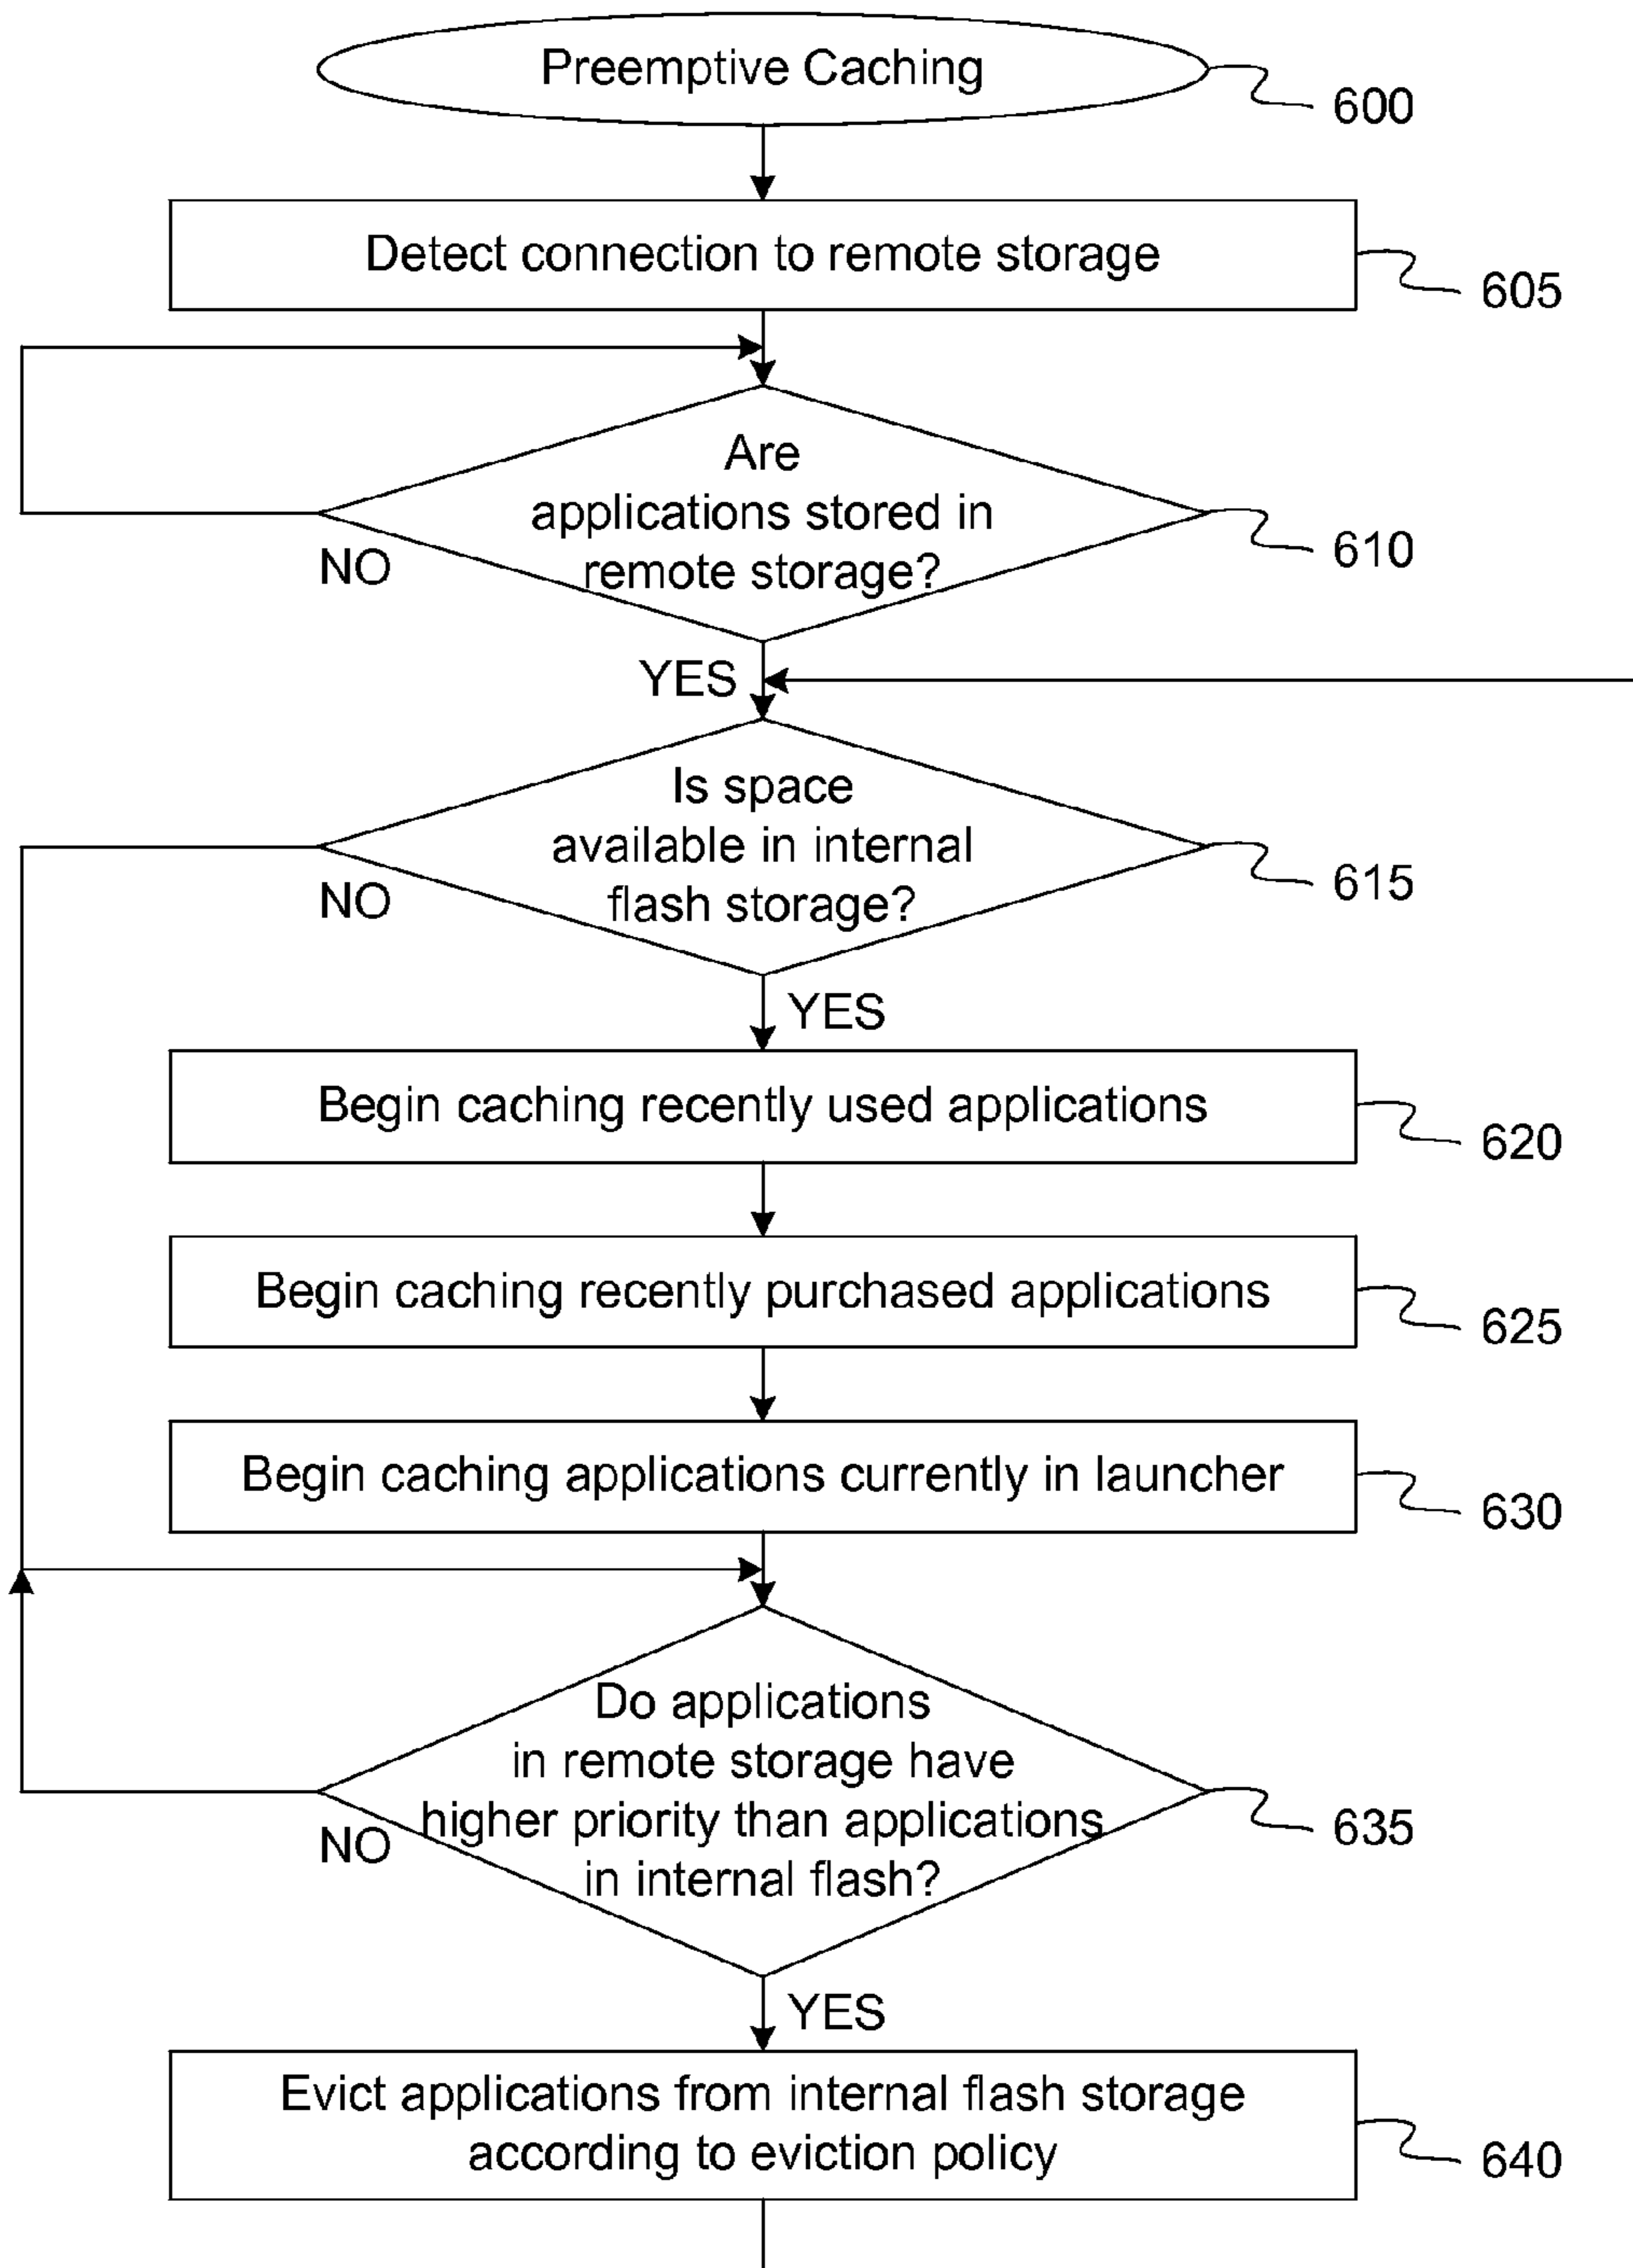 Preemptive Caching
600
Detect connection to remote storage
605
Are
applications stored in
remote storage?
610
NO
YES
Is space
available in internal
flash storage?
615
NO
YES
Begin caching recently used applications
620
Begin caching recently purchased applications
625
Begin caching applications currently in launcher
630
Do applications
in remote storage have
higher priority than applications
in internal flash?
635
NO
YES
Evict applications from internal flash storage
according to eviction policy
640